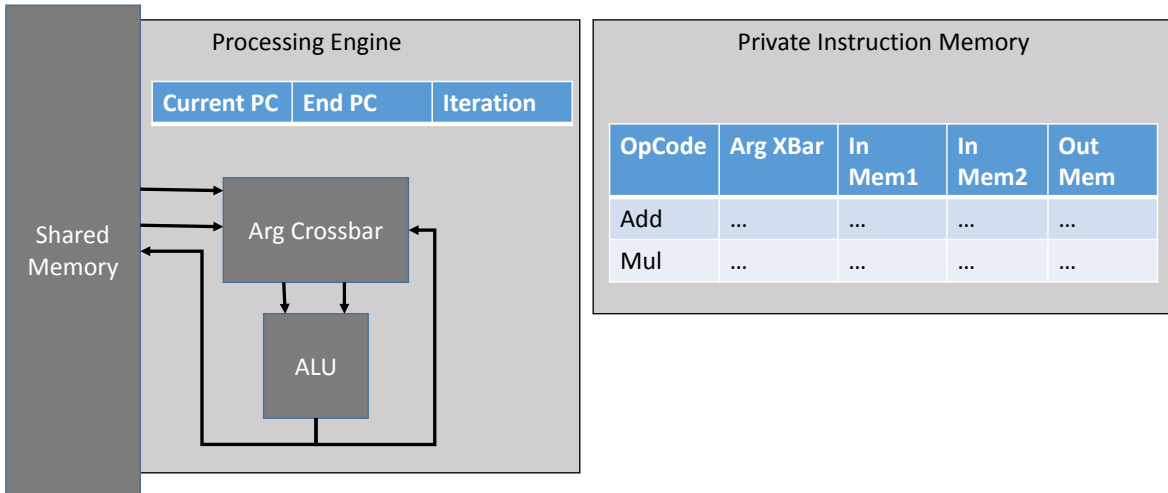 Processing Engine
Current PC End PC Iteration
Shared
Memory
Arg Crossbar
ALU
Private Instruction Memory
OpCode Arg XBar In
Mem1 In
Mem2 Out
Mem
Add … … … …
Mul … … … …